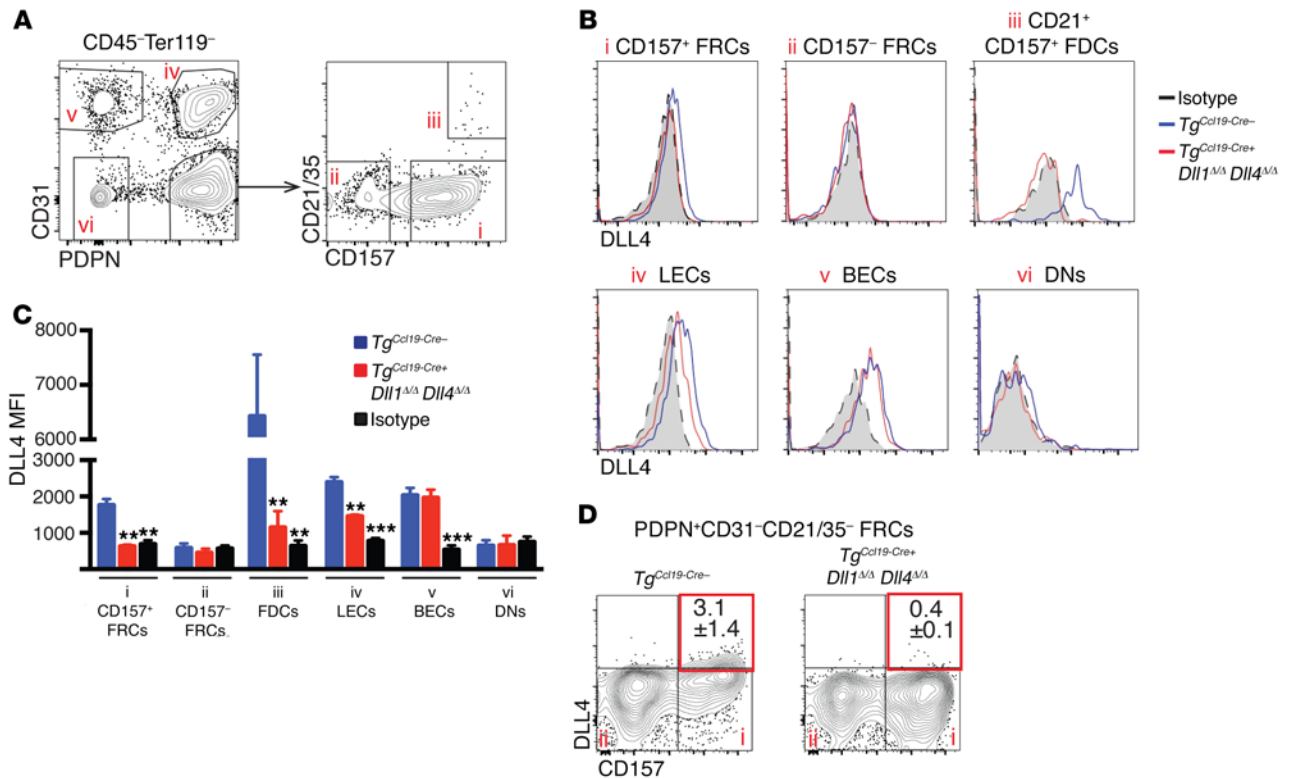 A
CD45⁻Ter119⁻
iv
v
vi
CD31
PDPN
iii
ii
i
CD21/35
CD157
B
i CD157⁺ FRCs
ii CD157⁻ FRCs
iii CD21⁺
CD157⁺ FDCs
DLL4
Isotype
Tg^Ccl19-Cre–
Tg^Ccl19-Cre+
Dll1^Δ/Δ Dll4^Δ/Δ
iv LECs
v BECs
vi DNs
DLL4
C
DLL4 MFI
8000
7000
6000
3000
2000
1000
Tg^Ccl19-Cre–
Tg^Ccl19-Cre+
Dll1^Δ/Δ Dll4^Δ/Δ
Isotype
** ** ** ** ** *** ***
i
CD157⁺
FRCs
ii
CD157⁻
FRCs.
iii
FDCs
iv
LECs
v
BECs
vi
DNs
D
PDPN⁺CD31⁻CD21/35⁻ FRCs
Tg^Ccl19-Cre–
Tg^Ccl19-Cre+
Dll1^Δ/Δ Dll4^Δ/Δ
3.1
±1.4
0.4
±0.1
ii
i
ii
i
DLL4
CD157